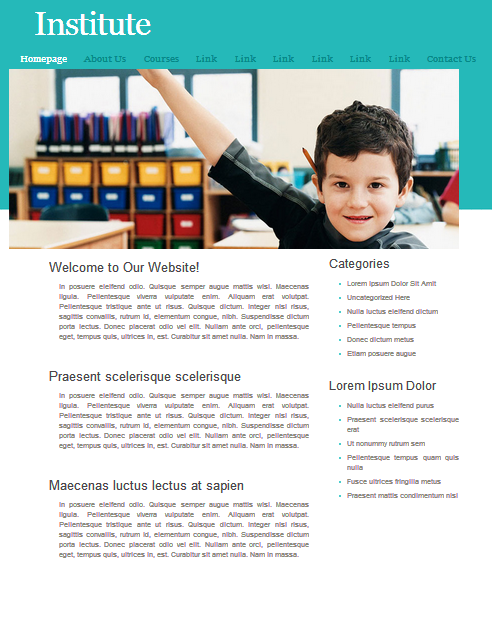 Institute
Homepage About Us Courses Link Link Link Link Link Link Contact Us
Welcome to Our Website!
In posuere eleifend odio. Quisque semper augue mattis wisi. Maecenas
ligula. Pellentesque viverra vulputate enim. Aliquam erat volutpat.
Pellentesque tristique ante ut risus. Quisque dictum. Integer nisl risus,
sagittis convallis, rutrum id, elementum congue, nibh. Suspendisse dictum
porta lectus. Donec placerat odio vel elit. Nullam ante orci, pellentesque
eget, tempus quis, ultrices in, est. Curabitur sit amet nulla. Nam in massa.
Praesent scelerisque scelerisque
In posuere eleifend odio. Quisque semper augue mattis wisi. Maecenas
ligula. Pellentesque viverra vulputate enim. Aliquam erat volutpat.
Pellentesque tristique ante ut risus. Quisque dictum. Integer nisl risus,
sagittis convallis, rutrum id, elementum congue, nibh. Suspendisse dictum
porta lectus. Donec placerat odio vel elit. Nullam ante orci, pellentesque
eget, tempus quis, ultrices in, est. Curabitur sit amet nulla. Nam in massa.
Maecenas luctus lectus at sapien
In posuere eleifend odio. Quisque semper augue mattis wisi. Maecenas
ligula. Pellentesque viverra vulputate enim. Aliquam erat volutpat.
Pellentesque tristique ante ut risus. Quisque dictum. Integer nisl risus,
sagittis convallis, rutrum id, elementum congue, nibh. Suspendisse dictum
porta lectus. Donec placerat odio vel elit. Nullam ante orci, pellentesque
eget, tempus quis, ultrices in, est. Curabitur sit amet nulla. Nam in massa.
Categories
Lorem Ipsum Dolor Sit Amit
Uncategorized Here
Nulla luctus eleifend dictum
Pellentesque tempus
Donec dictum metus
Etiam posuere augue
Lorem Ipsum Dolor
Nulla luctus eleifend purus
Praesent scelerisque scelerisque
erat
Ut nonummy rutrum sem
Pellentesque tempus quam quis
nulla
Fusce ultrices fringilla metus
Praesent mattis condimentum nisl